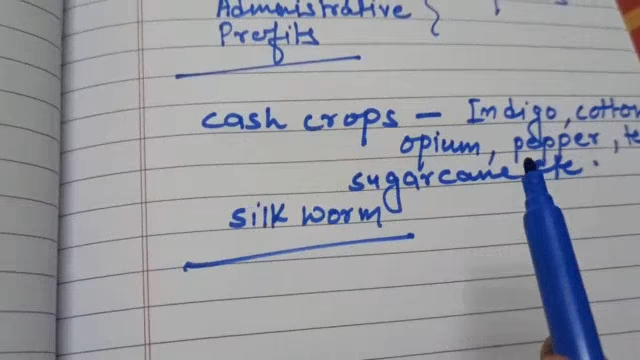 Administrative
Profits
cash crops – Indigo, cotton
opium, pepper, te
sugarcane etc.
silk worm